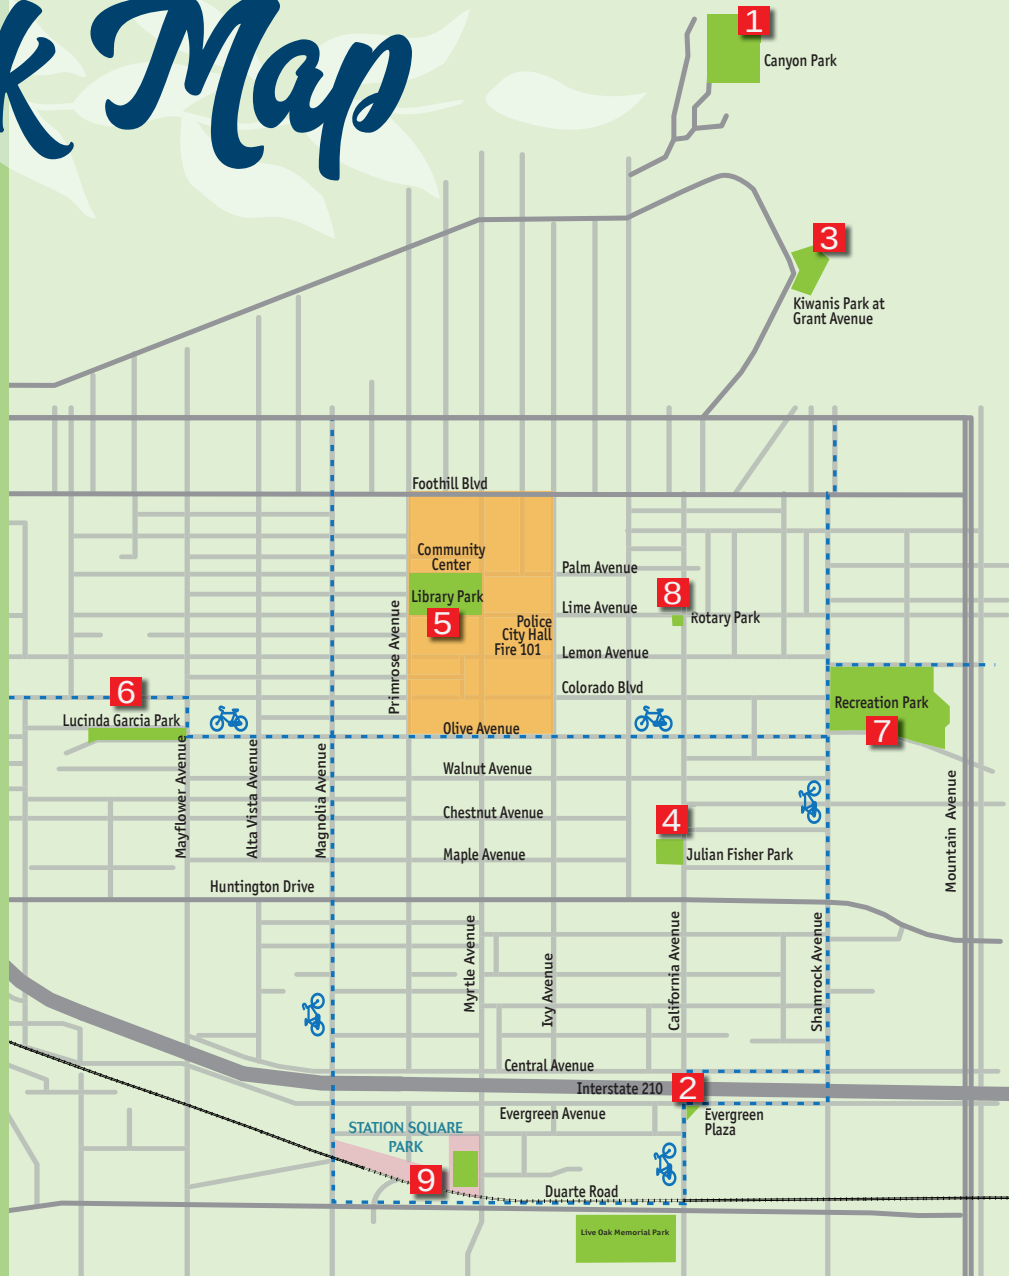 k Map
1
Canyon Park
3
Kiwanis Park at
Grant Avenue
Foothill Blvd
Community
Center
Palm Avenue
Library Park
8
Lime Avenue
Rotary Park
5
Police
City Hall
Fire 101
Lemon Avenue
Primrose Avenue
Colorado Blvd
6
Lucinda Garcia Park
Recreation Park
7
Olive Avenue
Mayflower Avenue
Alta Vista Avenue
Magnolia Avenue
Walnut Avenue
Chestnut Avenue
4
Mountain Avenue
Maple Avenue
Julian Fisher Park
Huntington Drive
Myrtle Avenue
Ivy Avenue
California Avenue
Shamrock Avenue
Central Avenue
Interstate 210
2
Evergreen Avenue
Evergreen
Plaza
STATION SQUARE
PARK
9
Duarte Road
Live Oak Memorial Park